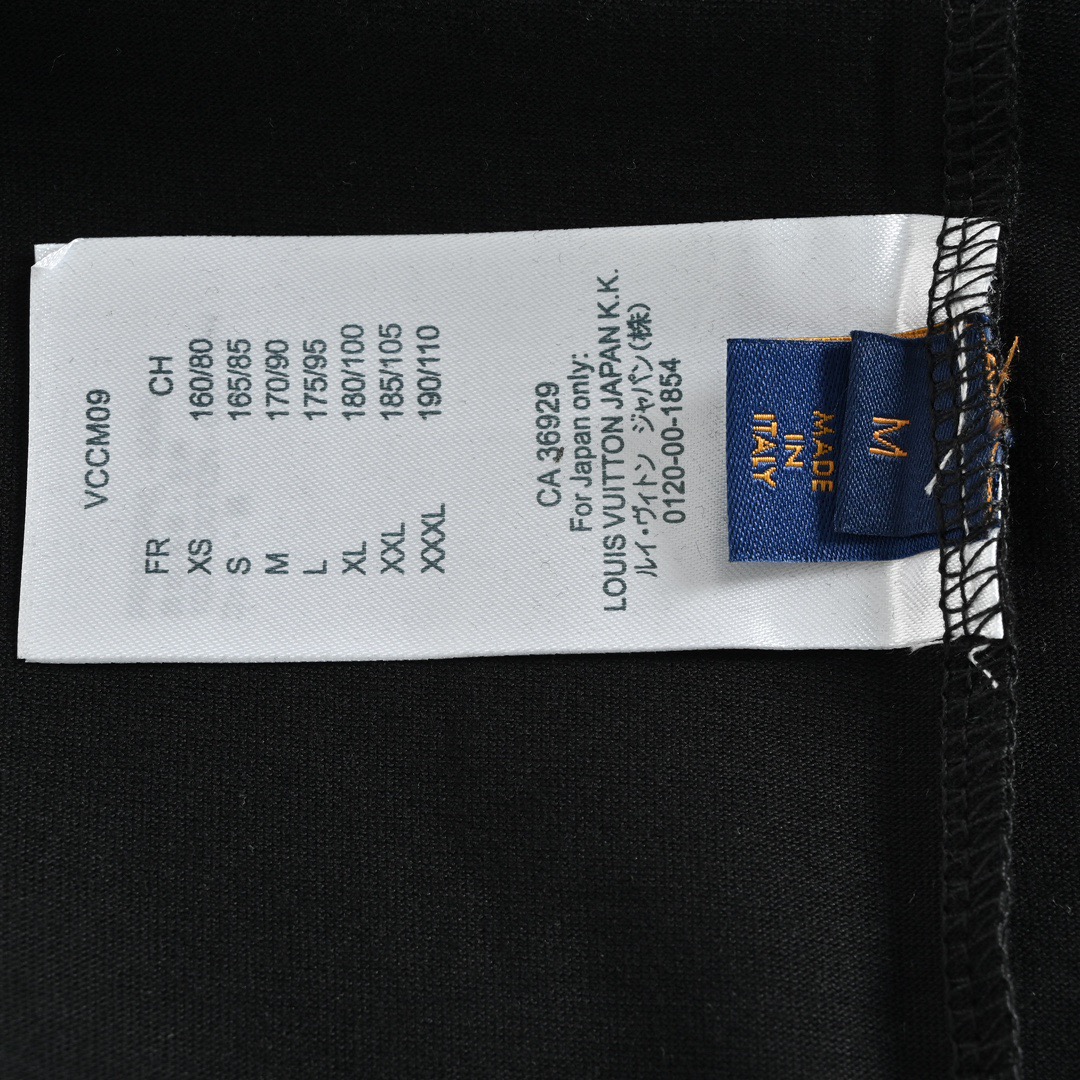 VCCM09
FR CH
XS 160/80
S 165/85
M 170/90
L 175/95
XL 180/100
XXL 185/105
XXXL 190/110
CA 36929
For Japan only:
LOUIS VUITTON JAPAN K.K.
ルイ・ヴィトン ジャパン(株)
0120-00-1854
M
MADE
IN
ITALY